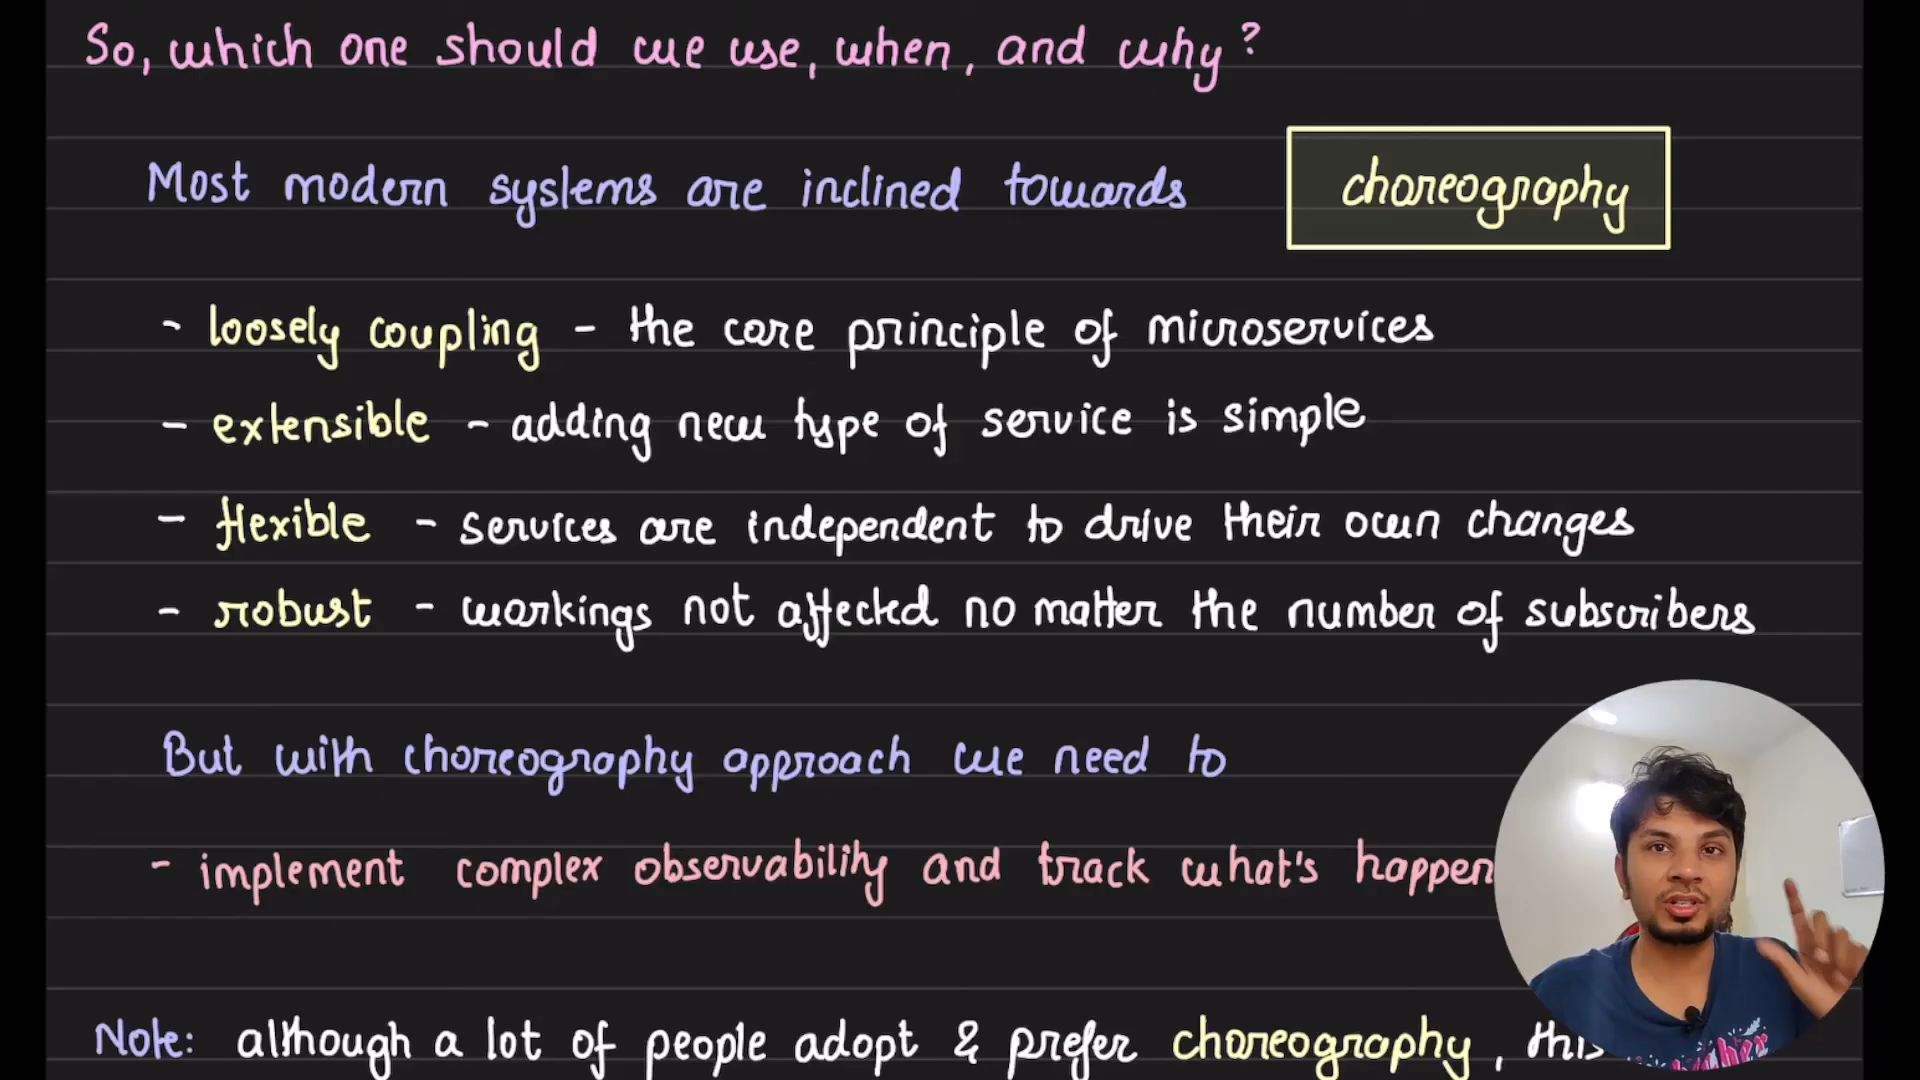 So, which one should we use, when, and why?
Most modern systems are inclined towards choreography
- loosely coupling - the core principle of microservices
- extensible - adding new type of service is simple
- flexible - services are independent to drive their own changes
- robust - workings not affected no matter the number of subscribers
But with choreography approach we need to
- implement complex observability and track what's happen
Note: although a lot of people adopt & prefer choreography, this